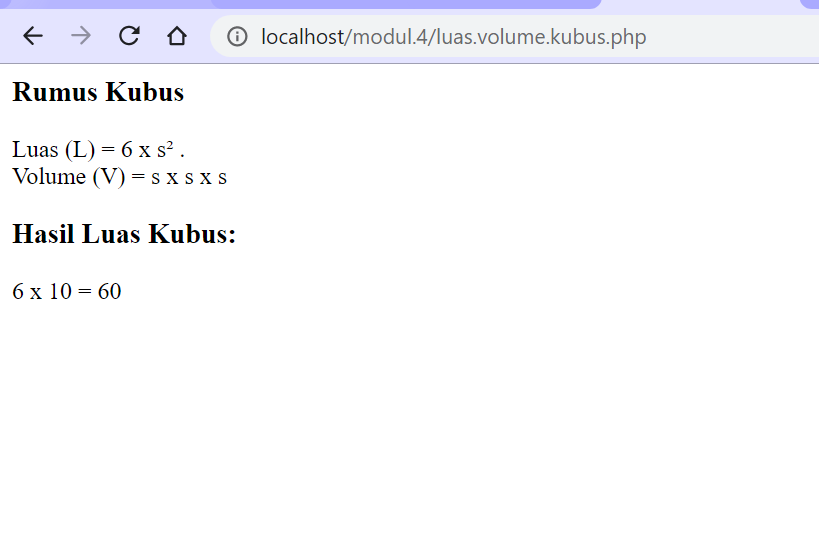 localhost/modul.4/luas.volume.kubus.php
Rumus Kubus
Luas (L) = 6 x s² .
Volume (V) = s x s x s
Hasil Luas Kubus:
6 x 10 = 60